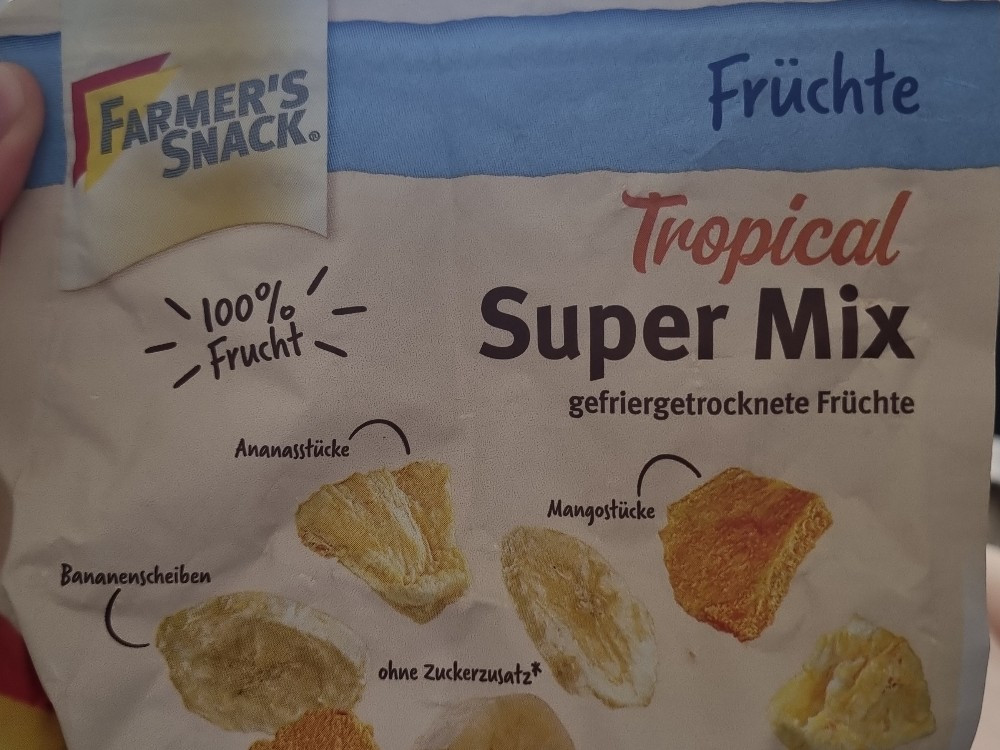 FARMER'S
SNACK®
Früchte
Tropical
Super Mix
gefriergetrocknete Früchte
100%
Frucht
Ananasstücke
Mangostücke
Bananenscheiben
ohne Zuckerzusatz*